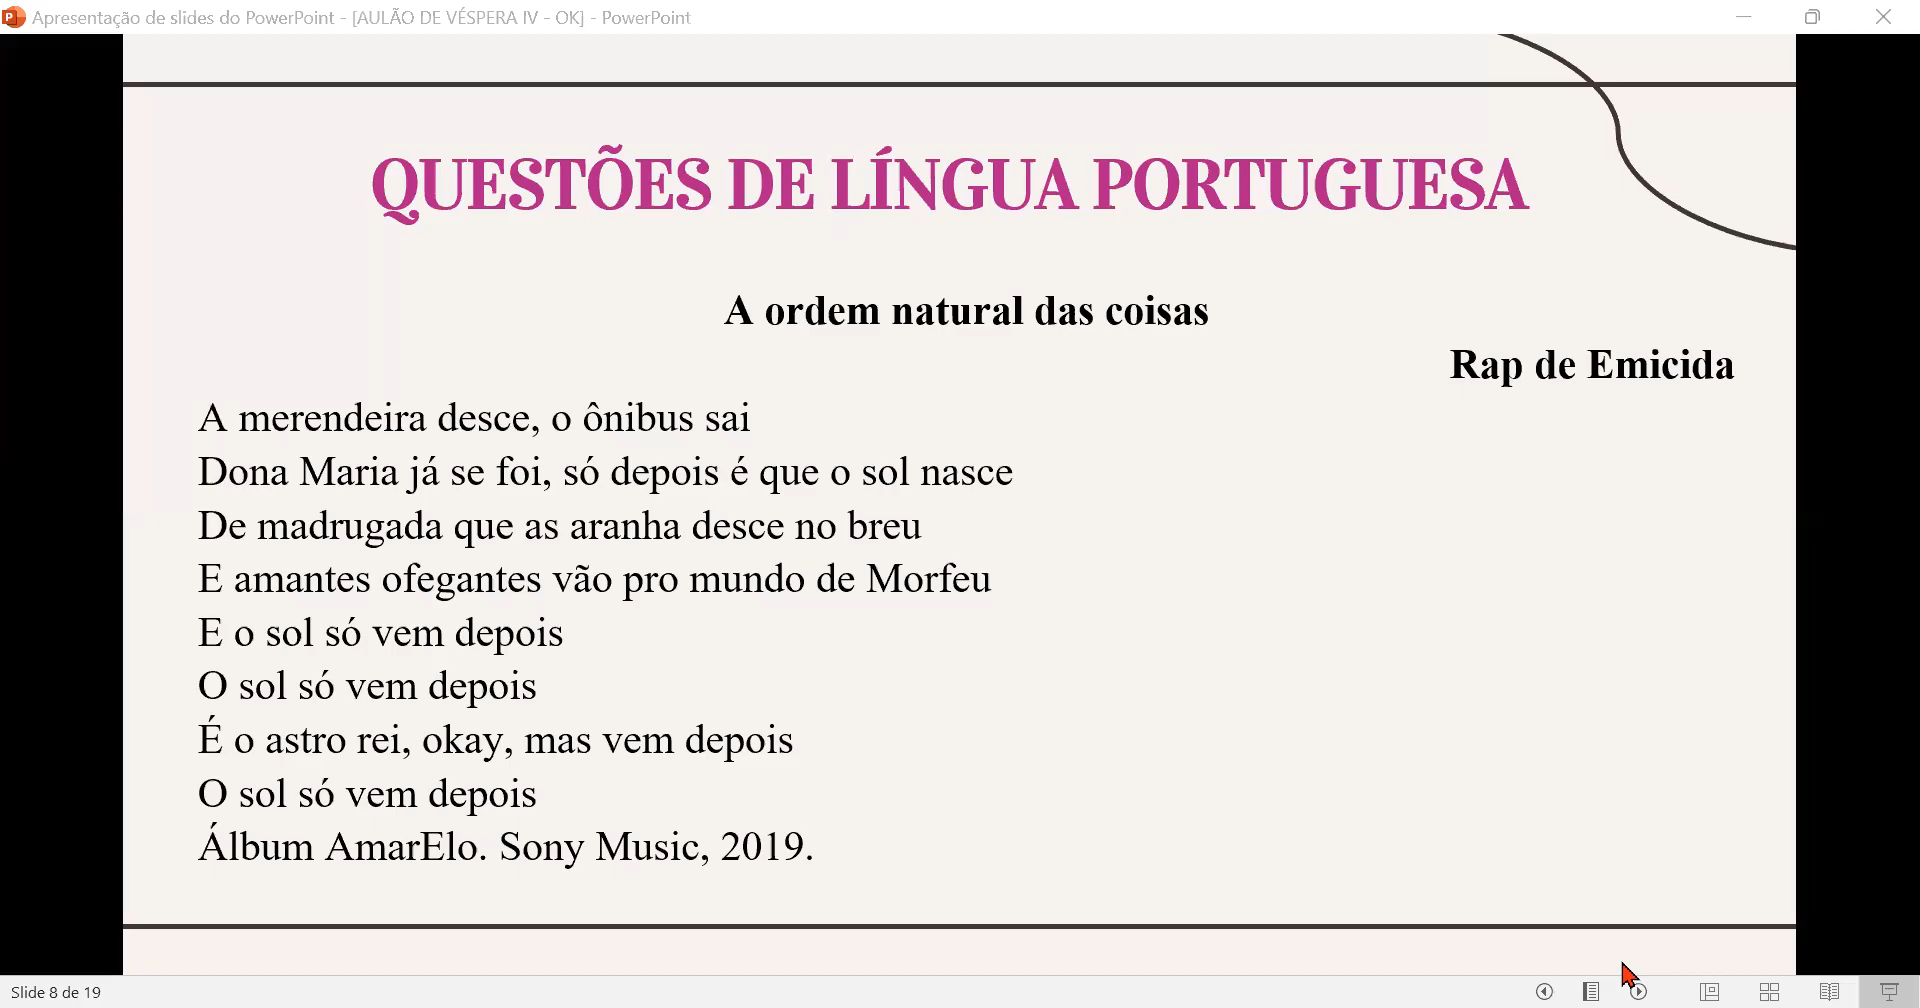 Apresentação de slides do PowerPoint - [AULÃO DE VÉSPERA IV - OK] - PowerPoint
QUESTÕES DE LÍNGUA PORTUGUESA
A ordem natural das coisas
Rap de Emicida
A merendeira desce, o ônibus sai
Dona Maria já se foi, só depois é que o sol nasce
De madrugada que as aranha desce no breu
E amantes ofegantes vão pro mundo de Morfeu
E o sol só vem depois
O sol só vem depois
É o astro rei, okay, mas vem depois
O sol só vem depois
Álbum AmarElo. Sony Music, 2019.
Slide 8 de 19